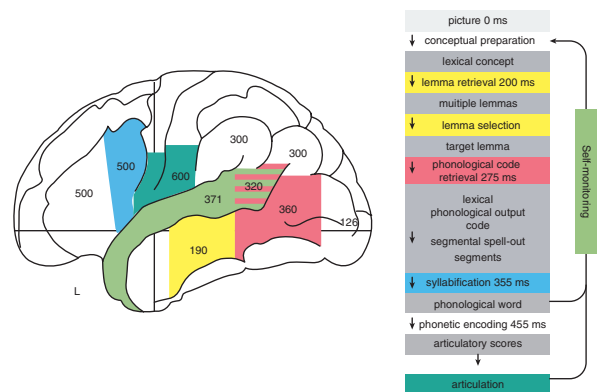 300
300
500
500
600
320
371
360
126
190
L
picture 0 ms
conceptual preparation
lexical concept
lemma retrieval 200 ms
muitiple lemmas
lemma selection
target lemma
phonological code
retrieval 275 ms
lexical
phonological output
code
segmental spell-out
segments
syllabification 355 ms
phonological word
phonetic encoding 455 ms
articulatory scores
articulation
Self-monitoring